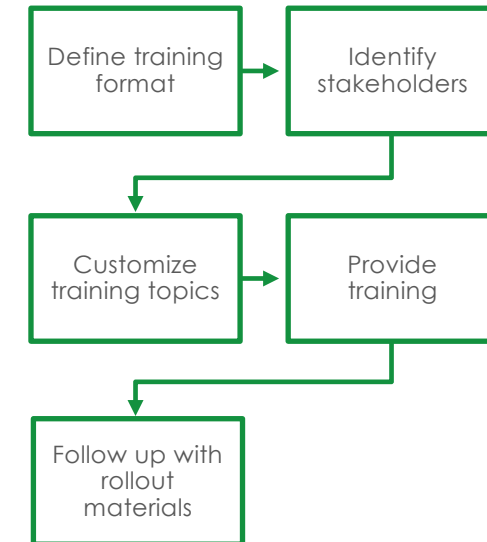 Define training
format
Identify
stakeholders
Customize
training topics
Provide
training
Follow up with
rollout
materials